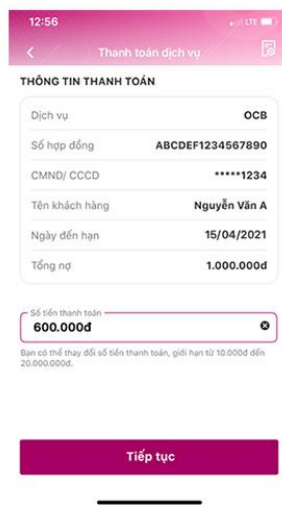 12:56
LTE
Thanh toán dịch vụ
THÔNG TIN THANH TOÁN
Dịch vụ OCB
Số hợp đồng ABCDEF1234567890
CMND/ CCCD *****1234
Tên khách hàng Nguyễn Văn A
Ngày đến hạn 15/04/2021
Tổng nợ 1.000.000đ
Số tiền thanh toán
600.000đ
Bạn có thể thay đổi số tiền thanh toán, giới hạn từ 10.000đ đến
20.000.000đ.
Tiếp tục